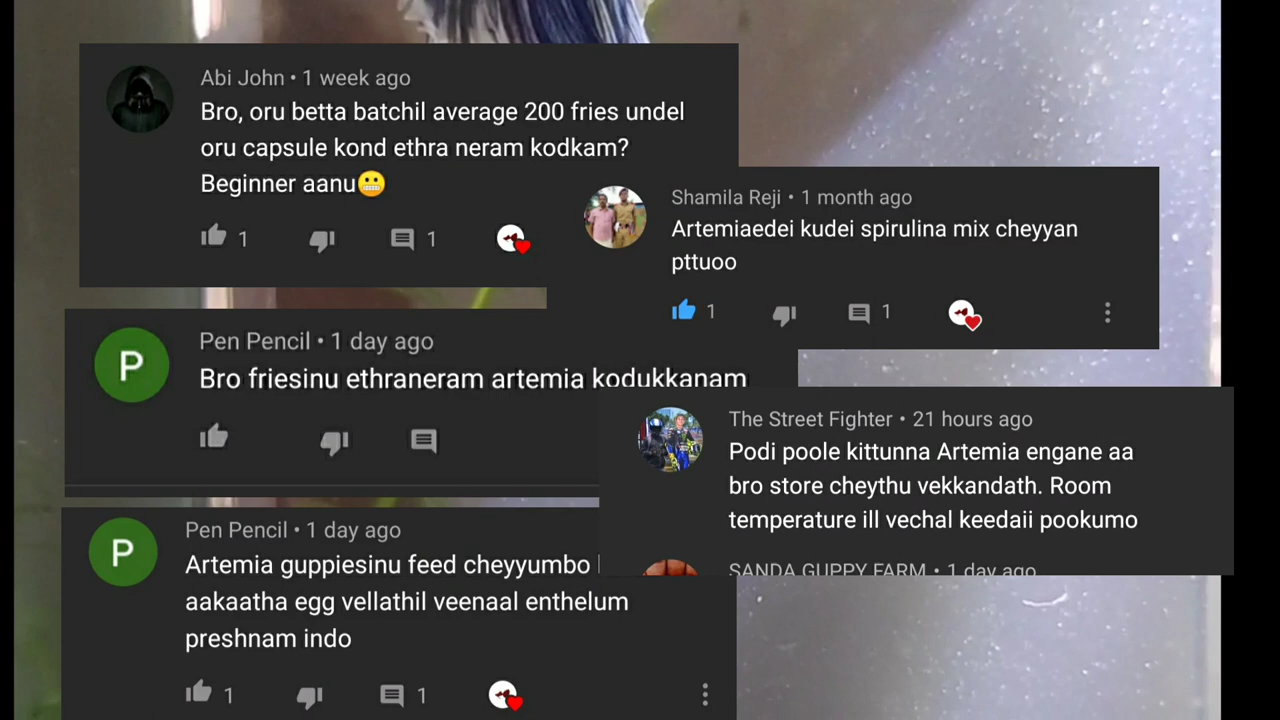 Abi John • 1 week ago
Bro, oru betta batchil average 200 fries undel
oru capsule kond ethra neram kodkam?
Beginner aanu😬
1
1
Shamila Reji • 1 month ago
Artemiaedei kudei spirulina mix cheyyan
pttuoo
1
1
P
Pen Pencil • 1 day ago
Bro friesinu ethraneram artemia kodukkanam
The Street Fighter • 21 hours ago
Podi poole kittunna Artemia engane aa
bro store cheythu vekkandath. Room
temperature ill vechal keedaii pookumo
SANDA GUPPY FARM • 1 day ago
P
Pen Pencil • 1 day ago
Artemia guppiesinu feed cheyyumbo
aakaatha egg vellathil veenaal enthelum
preshnam indo
1
1